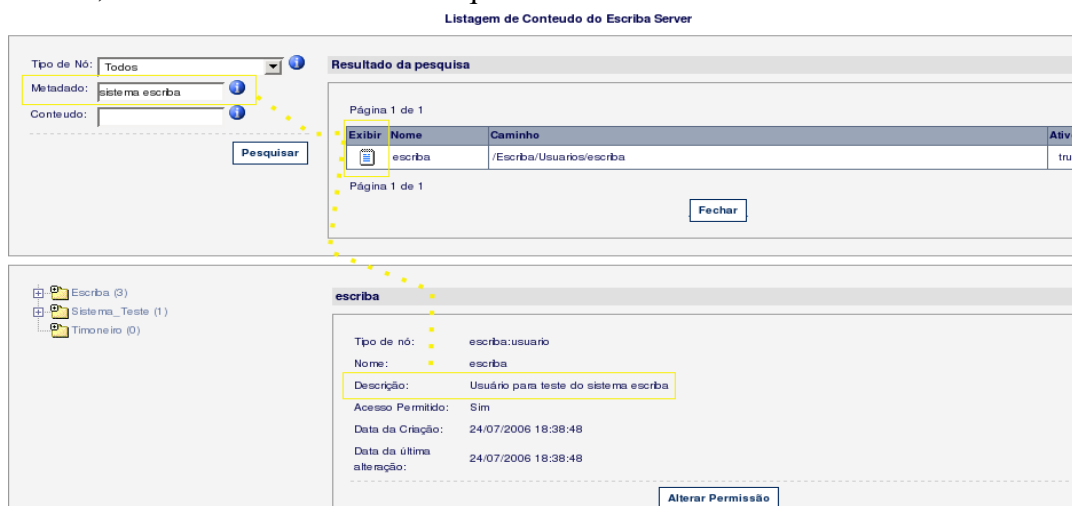 Listagem de Conteudo do Escriba Server
Tipo de Nó: Todos
Metadado: sistema escriba
Conteudo:
Pesquisar
Resultado da pesquisa
Página 1 de 1
Exibir Nome Caminho Ativ
escriba /Escriba/Usuarios/escriba tru
Página 1 de 1
Fechar
Escriba (3)
Sistema_Teste (1)
Timoneiro (0)
escriba
Tipo de nó: escriba:usuario
Nome: escriba
Descrição: Usuário para teste do sistema escriba
Acesso Permitido: Sim
Data da Criação: 24/07/2006 18:38:48
Data da última
alteração: 24/07/2006 18:38:48
Alterar Permissão